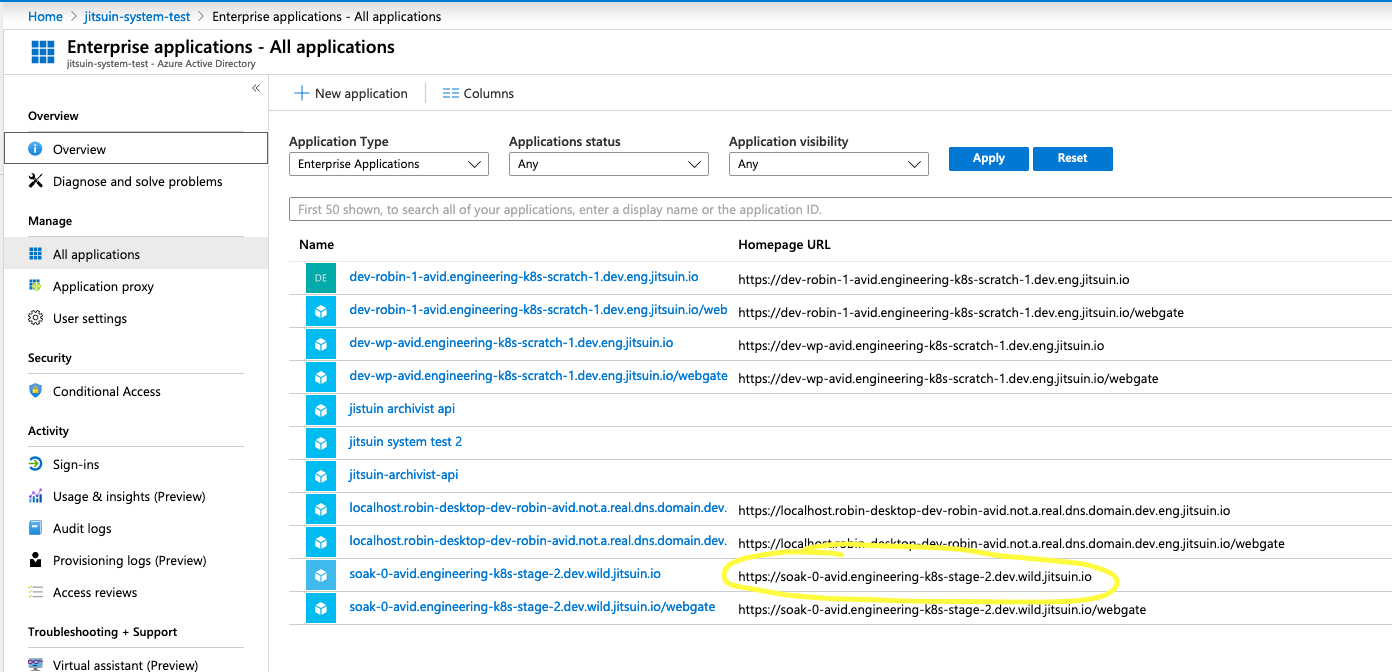 Home > jitsuin-system-test > Enterprise applications - All applications
Enterprise applications - All applications
jitsuin-system-test - Azure Active Directory
«
Overview
Overview
Diagnose and solve problems
Manage
All applications
Application proxy
User settings
Security
Conditional Access
Activity
Sign-ins
Usage & insights (Preview)
Audit logs
Provisioning logs (Preview)
Access reviews
Troubleshooting + Support
Virtual assistant (Preview)
+ New application Columns
Application Type Applications status Application visibility
Enterprise Applications Any Any Apply Reset
First 50 shown, to search all of your applications, enter a display name or the application ID.
Name Homepage URL
DE dev-robin-1-avid.engineering-k8s-scratch-1.dev.eng.jitsuin.io https://dev-robin-1-avid.engineering-k8s-scratch-1.dev.eng.jitsuin.io
dev-robin-1-avid.engineering-k8s-scratch-1.dev.eng.jitsuin.io/web https://dev-robin-1-avid.engineering-k8s-scratch-1.dev.eng.jitsuin.io/webgate
dev-wp-avid.engineering-k8s-scratch-1.dev.eng.jitsuin.io https://dev-wp-avid.engineering-k8s-scratch-1.dev.eng.jitsuin.io
dev-wp-avid.engineering-k8s-scratch-1.dev.eng.jitsuin.io/webgate https://dev-wp-avid.engineering-k8s-scratch-1.dev.eng.jitsuin.io/webgate
jistuin archivist api
jitsuin system test 2
jitsuin-archivist-api
localhost.robin-desktop-dev-robin-avid.not.a.real.dns.domain.dev. https://localhost.robin-desktop-dev-robin-avid.not.a.real.dns.domain.dev.eng.jitsuin.io
localhost.robin-desktop-dev-robin-avid.not.a.real.dns.domain.dev. https://localhost.robin-desktop-dev-robin-avid.not.a.real.dns.domain.dev.eng.jitsuin.io/webgate
soak-0-avid.engineering-k8s-stage-2.dev.wild.jitsuin.io https://soak-0-avid.engineering-k8s-stage-2.dev.wild.jitsuin.io
soak-0-avid.engineering-k8s-stage-2.dev.wild.jitsuin.io/webgate https://soak-0-avid.engineering-k8s-stage-2.dev.wild.jitsuin.io/webgate